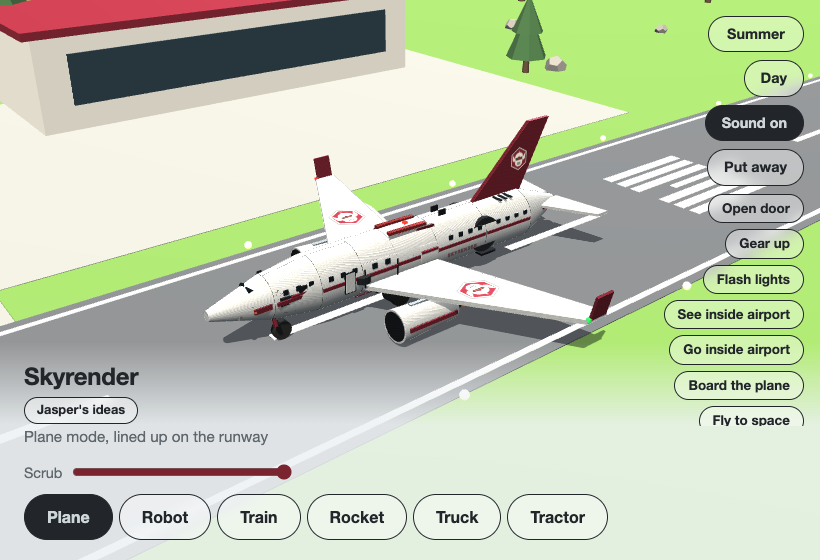 Summer
Day
Sound on
Put away
Open door
Gear up
Flash lights
See inside airport
Go inside airport
Board the plane
Fly to space
Skyrender
Jasper's ideas
Plane mode, lined up on the runway
Scrub
Plane
Robot
Train
Rocket
Truck
Tractor